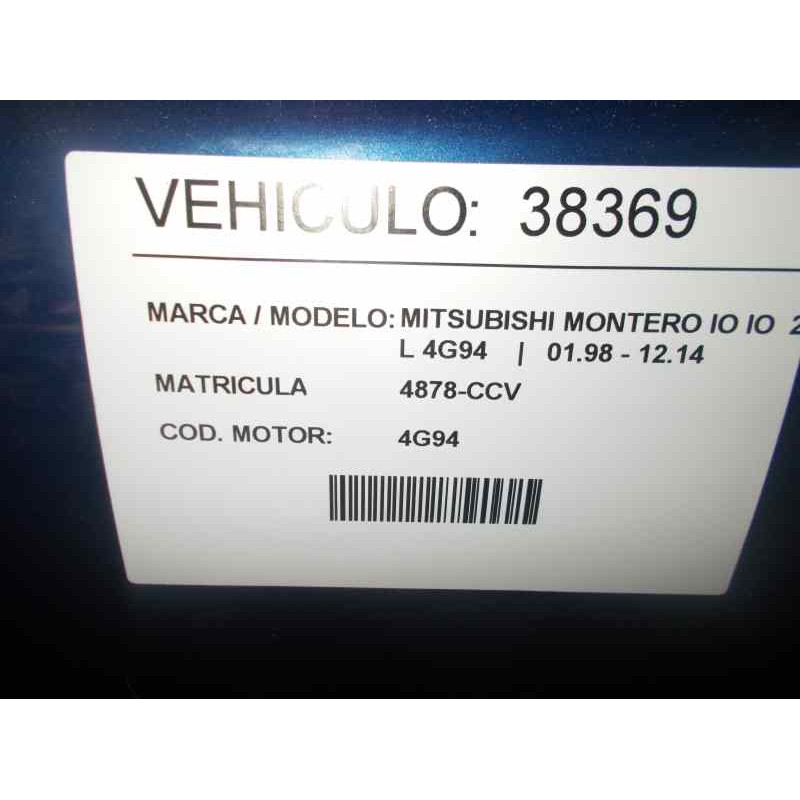 VEHICULO: 38369
MARCA / MODELO: MITSUBISHI MONTERO IO IO 2
L 4G94 | 01.98 - 12.14
MATRICULA 4878-CCV
COD. MOTOR: 4G94